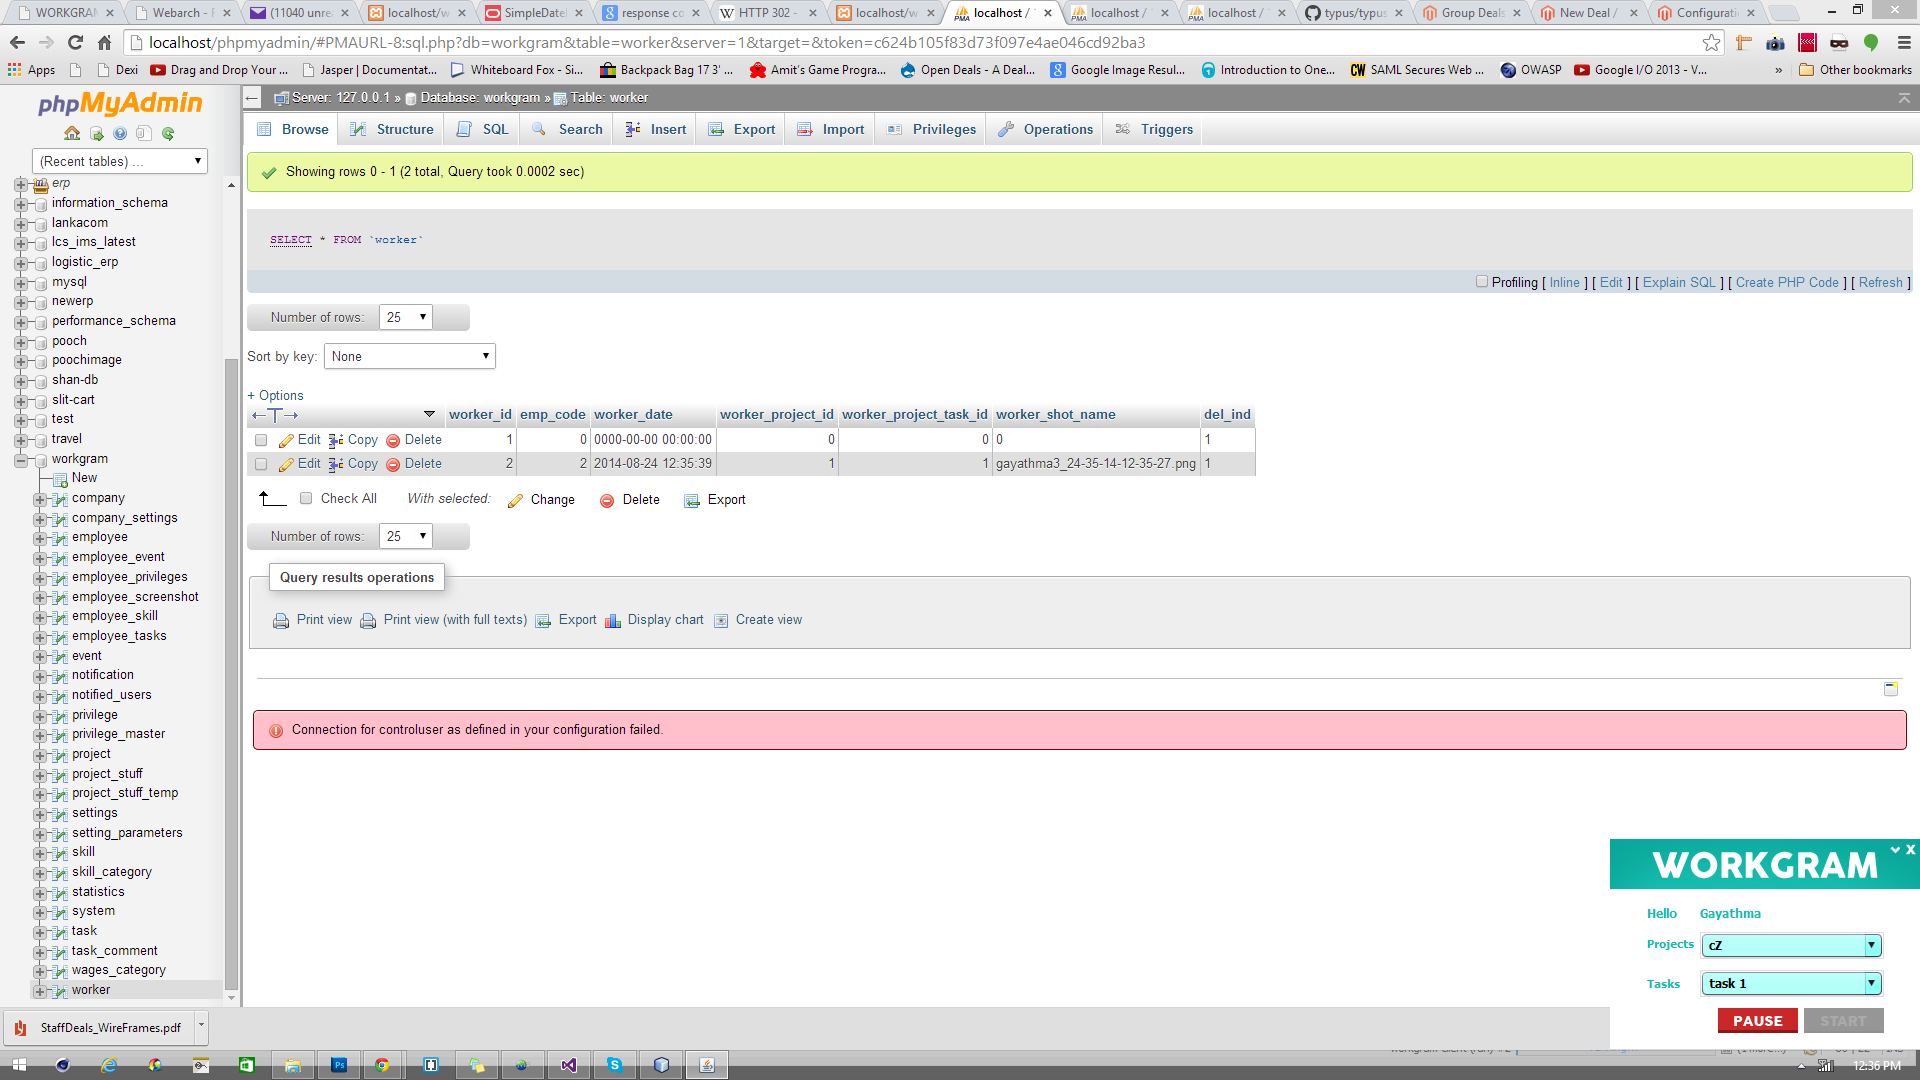 WORKGRAM
Webarch - F
(11040 unre
localhost/w
SimpleDateF
response co
HTTP 302 -
localhost/w
localhost /
localhost /
localhost /
typus/typus
Group Deals
New Deal /
Configurati
localhost/phpmyadmin/#PMAURL-8:sql.php?db=workgram&table=worker&server=1&target=&token=c624b105f83d73f097e4ae046cd92ba3
Apps
Dexi
Drag and Drop Your ...
Jasper | Documentat...
Whiteboard Fox - Si...
Backpack Bag 17 3' ...
Amit's Game Progra...
Open Deals - A Deal...
Google Image Resul...
Introduction to One...
CW SAML Secures Web ...
OWASP
Google I/O 2013 - V...
» Other bookmarks
phpMyAdmin
(Recent tables) ...
erp
information_schema
lankacom
lcs_ims_latest
logistic_erp
mysql
newerp
performance_schema
pooch
poochimage
shan-db
slit-cart
test
travel
workgram
New
company
company_settings
employee
employee_event
employee_privileges
employee_screenshot
employee_skill
employee_tasks
event
notification
notified_users
privilege
privilege_master
project
project_stuff
project_stuff_temp
settings
setting_parameters
skill
skill_category
statistics
system
task
task_comment
wages_category
worker
Server: 127.0.0.1 » Database: workgram » Table: worker
Browse Structure SQL Search Insert Export Import Privileges Operations Triggers
Showing rows 0 - 1 (2 total, Query took 0.0002 sec)
SELECT * FROM `worker`
Profiling [ Inline ] [ Edit ] [ Explain SQL ] [ Create PHP Code ] [ Refresh ]
Number of rows: 25
Sort by key: None
+ Options
←T→ worker_id emp_code worker_date worker_project_id worker_project_task_id worker_shot_name del_ind
Edit Copy Delete 1 0 0000-00-00 00:00:00 0 0 0 1
Edit Copy Delete 2 2 2014-08-24 12:35:39 1 1 gayathma3_24-35-14-12-35-27.png 1
Check All With selected: Change Delete Export
Number of rows: 25
Query results operations
Print view Print view (with full texts) Export Display chart Create view
Connection for controluser as defined in your configuration failed.
WORKGRAM
X
Hello Gayathma
Projects cZ
Tasks task 1
PAUSE START
StaffDeals_WireFrames.pdf
12:36 PM